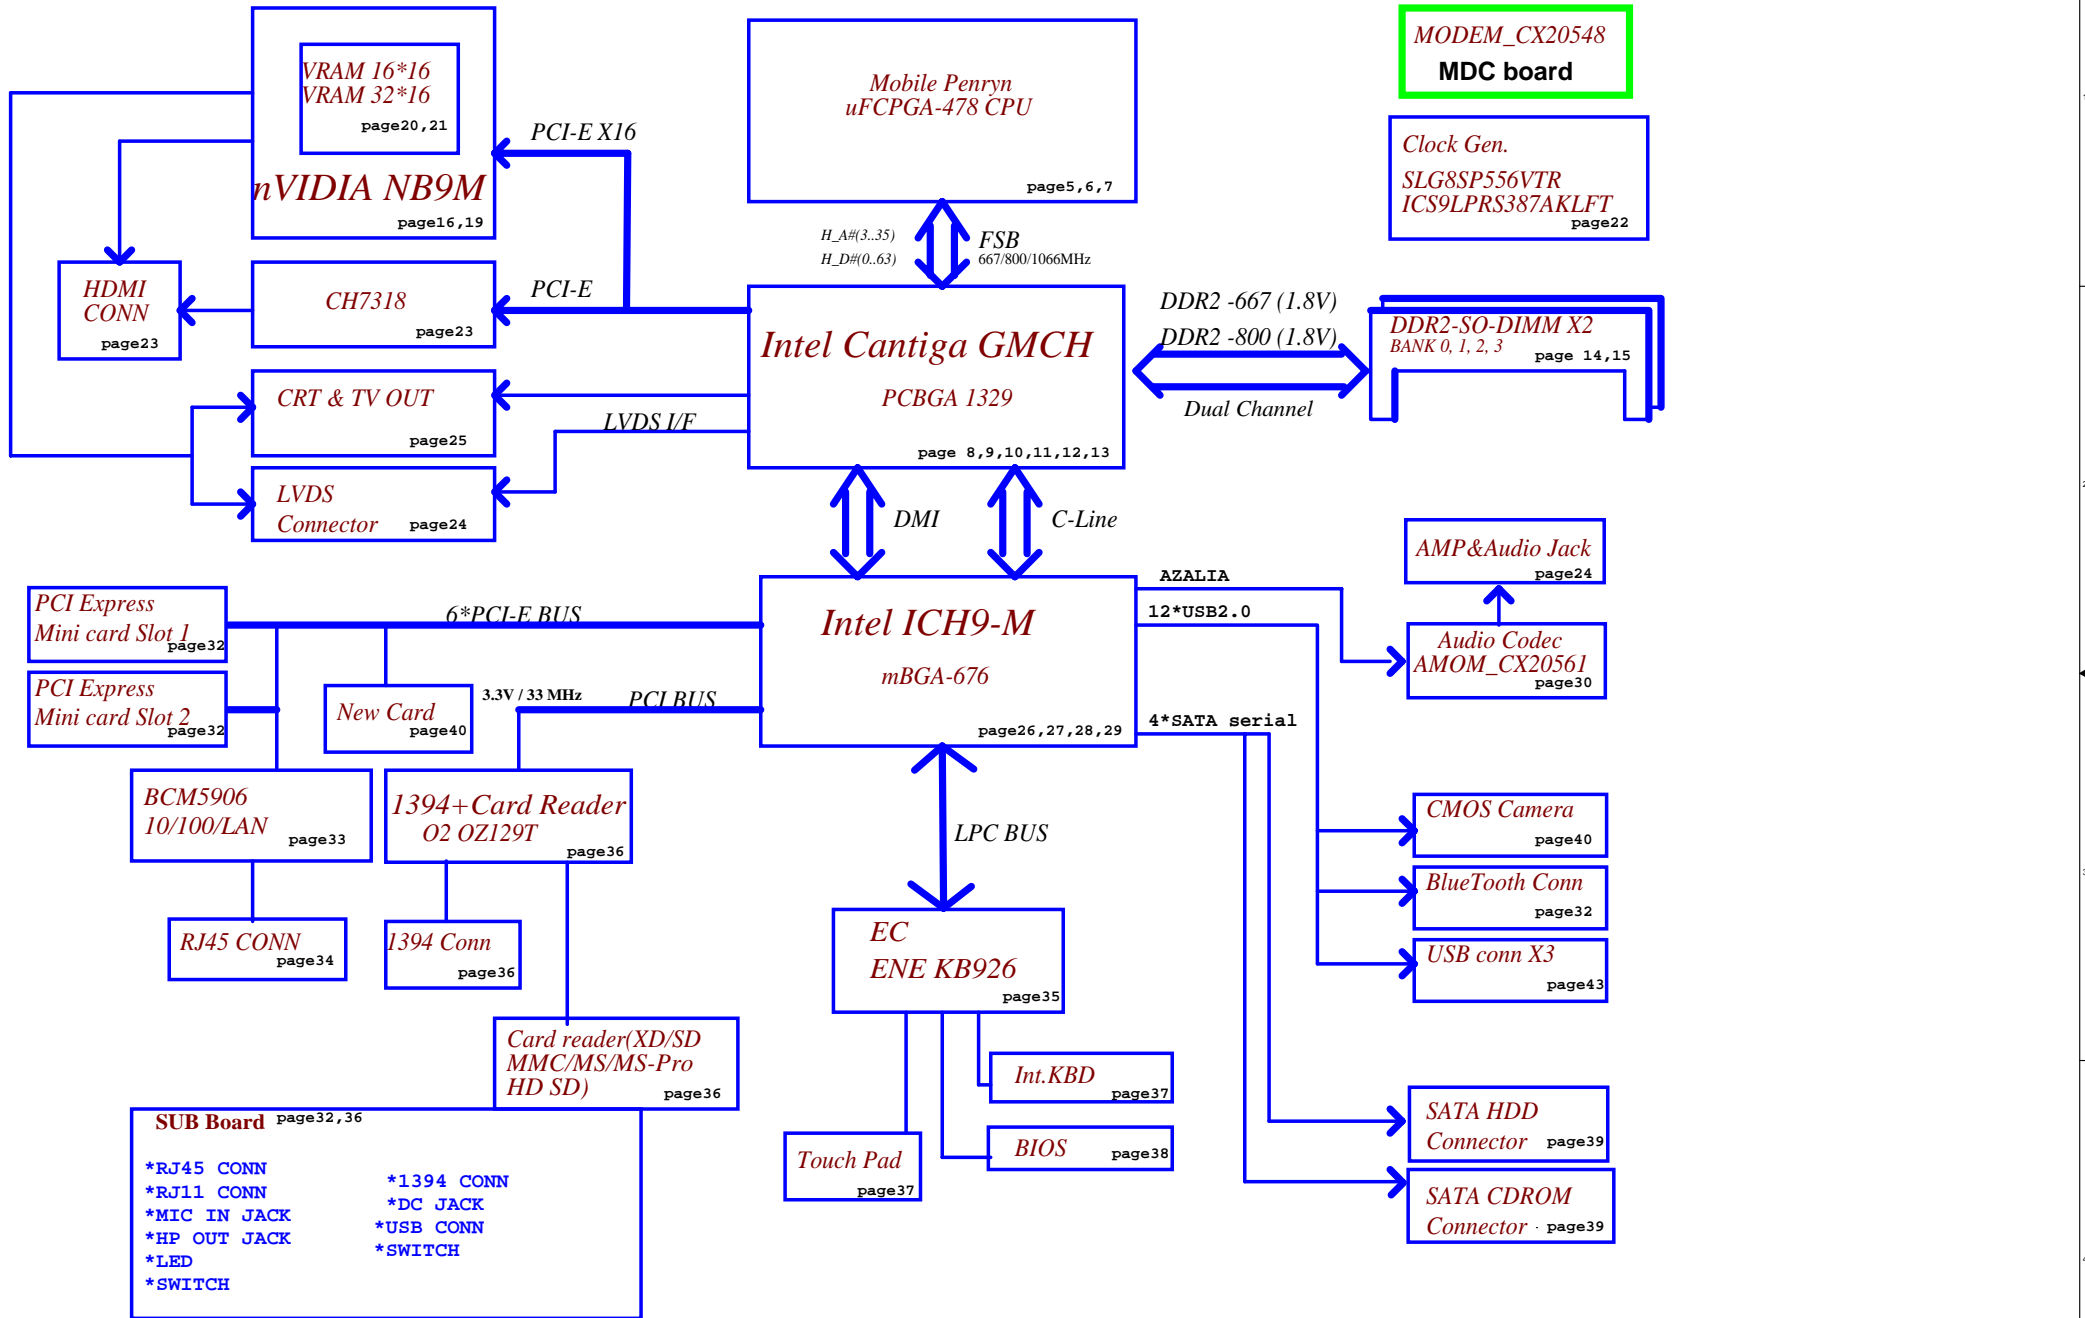 VRAM 16*16
VRAM 32*16
page20,21
nVIDIA NB9M
page16,19
PCI-E X16
Mobile Penryn
uFCPGA-478 CPU
page5,6,7
MODEM_CX20548
MDC board
Clock Gen.
SLG8SP556VTR
ICS9LPRS387AKLFT
page22
H_A#(3..35)
H_D#(0..63)
FSB
667/800/1066MHz
HDMI
CONN
page23
CH7318
page23
PCI-E
Intel Cantiga GMCH
PCBGA 1329
page 8,9,10,11,12,13
DDR2 -667 (1.8V)
DDR2 -800 (1.8V)
Dual Channel
DDR2-SO-DIMM X2
BANK 0, 1, 2, 3
page 14,15
CRT & TV OUT
page25
LVDS I/F
LVDS
Connector
page24
DMI
C-Line
AMP&Audio Jack
page24
PCI Express
Mini card Slot 1
page32
6*PCI-E BUS
Intel ICH9-M
mBGA-676
page26,27,28,29
AZALIA
12*USB2.0
4*SATA serial
Audio Codec
AMOM_CX20561
page30
PCI Express
Mini card Slot 2
page32
New Card
page40
3.3V / 33 MHz
PCI BUS
BCM5906
10/100/LAN
page33
1394+Card Reader
O2 OZ129T
page36
LPC BUS
CMOS Camera
page40
BlueTooth Conn
page32
USB conn X3
page43
RJ45 CONN
page34
1394 Conn
page36
EC
ENE KB926
page35
Card reader(XD/SD
MMC/MS/MS-Pro
HD SD)
page36
Int.KBD
page37
BIOS
page38
Touch Pad
page37
SATA HDD
Connector
page39
SATA CDROM
Connector
page39
SUB Board
page32,36
*RJ45 CONN
*RJ11 CONN
*MIC IN JACK
*HP OUT JACK
*LED
*SWITCH
*1394 CONN
*DC JACK
*USB CONN
*SWITCH